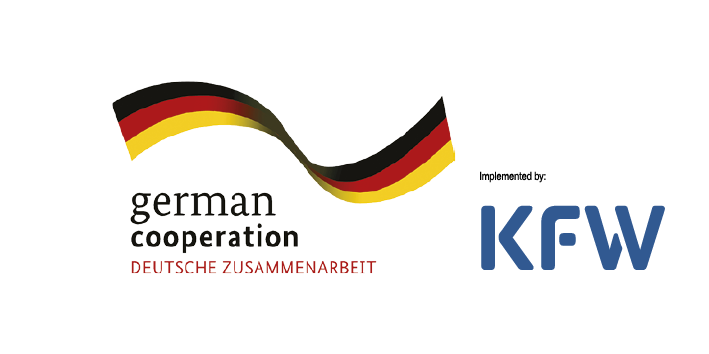 german
cooperation
DEUTSCHE ZUSAMMENARBEIT
Implemented by:
KFW